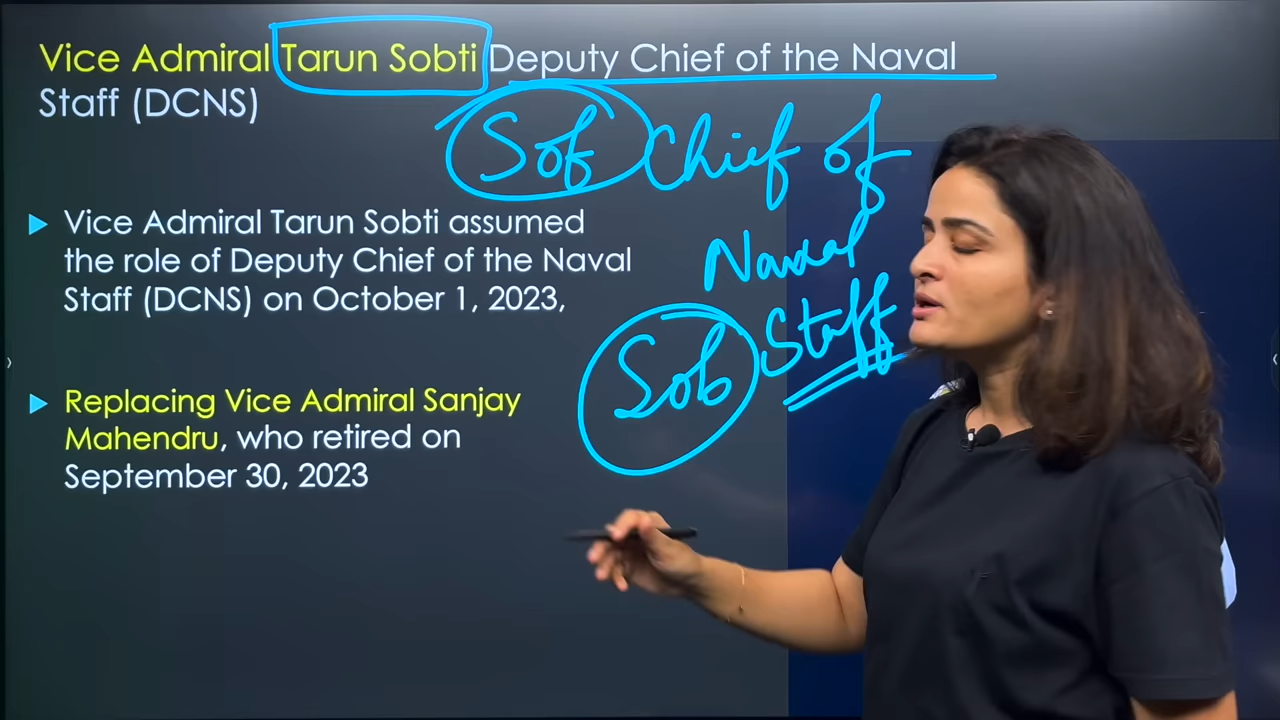 Vice Admiral Tarun Sobti Deputy Chief of the Naval
Staff (DCNS)
Sof Chief of
Naval
Staff
Sob
Vice Admiral Tarun Sobti assumed
the role of Deputy Chief of the Naval
Staff (DCNS) on October 1, 2023,
Replacing Vice Admiral Sanjay
Mahendru, who retired on
September 30, 2023